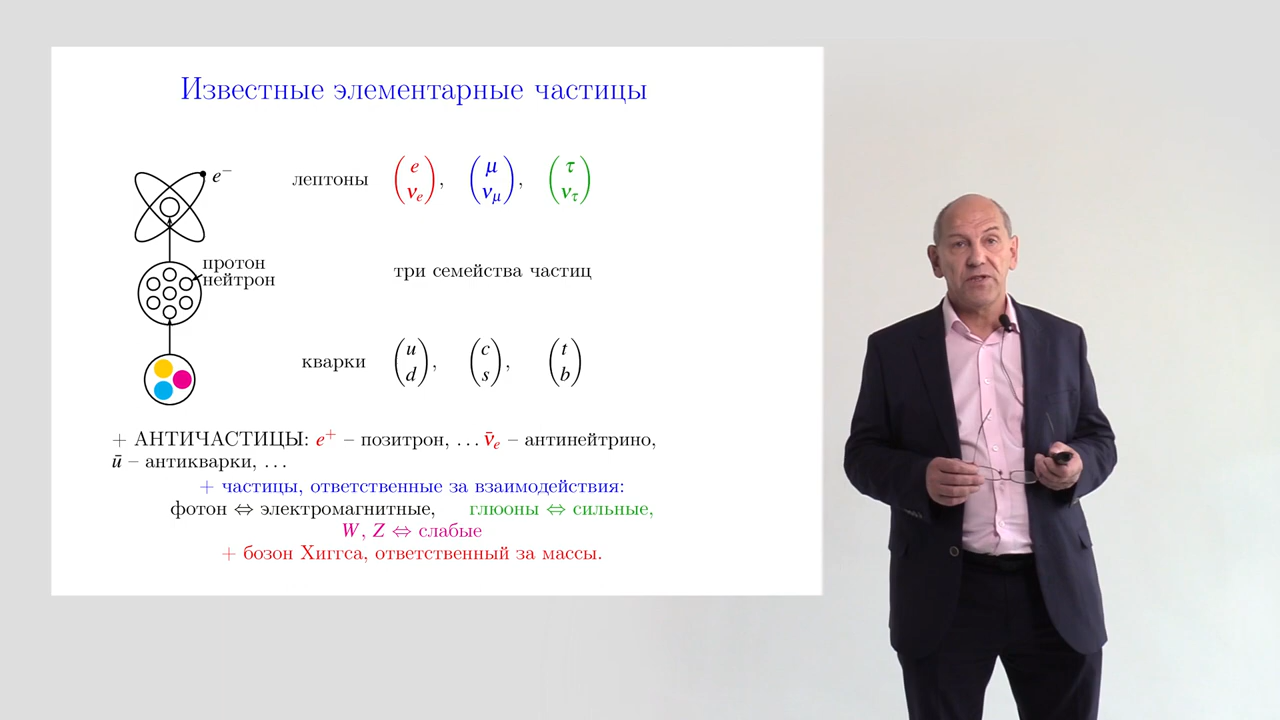 Известные элементарные частицы
e⁻
лептоны (e ν_e), (μ ν_μ), (τ ν_τ)
протон
нейтрон
три семейства частиц
кварки (u d), (c s), (t b)
+ АНТИЧАСТИЦЫ: e⁺ – позитрон, … ν̄_e – антинейтрино,
ū – антикварки, …
+ частицы, ответственные за взаимодействия:
фотон ⇔ электромагнитные, глюоны ⇔ сильные,
W, Z ⇔ слабые
+ бозон Хиггса, ответственный за массы.